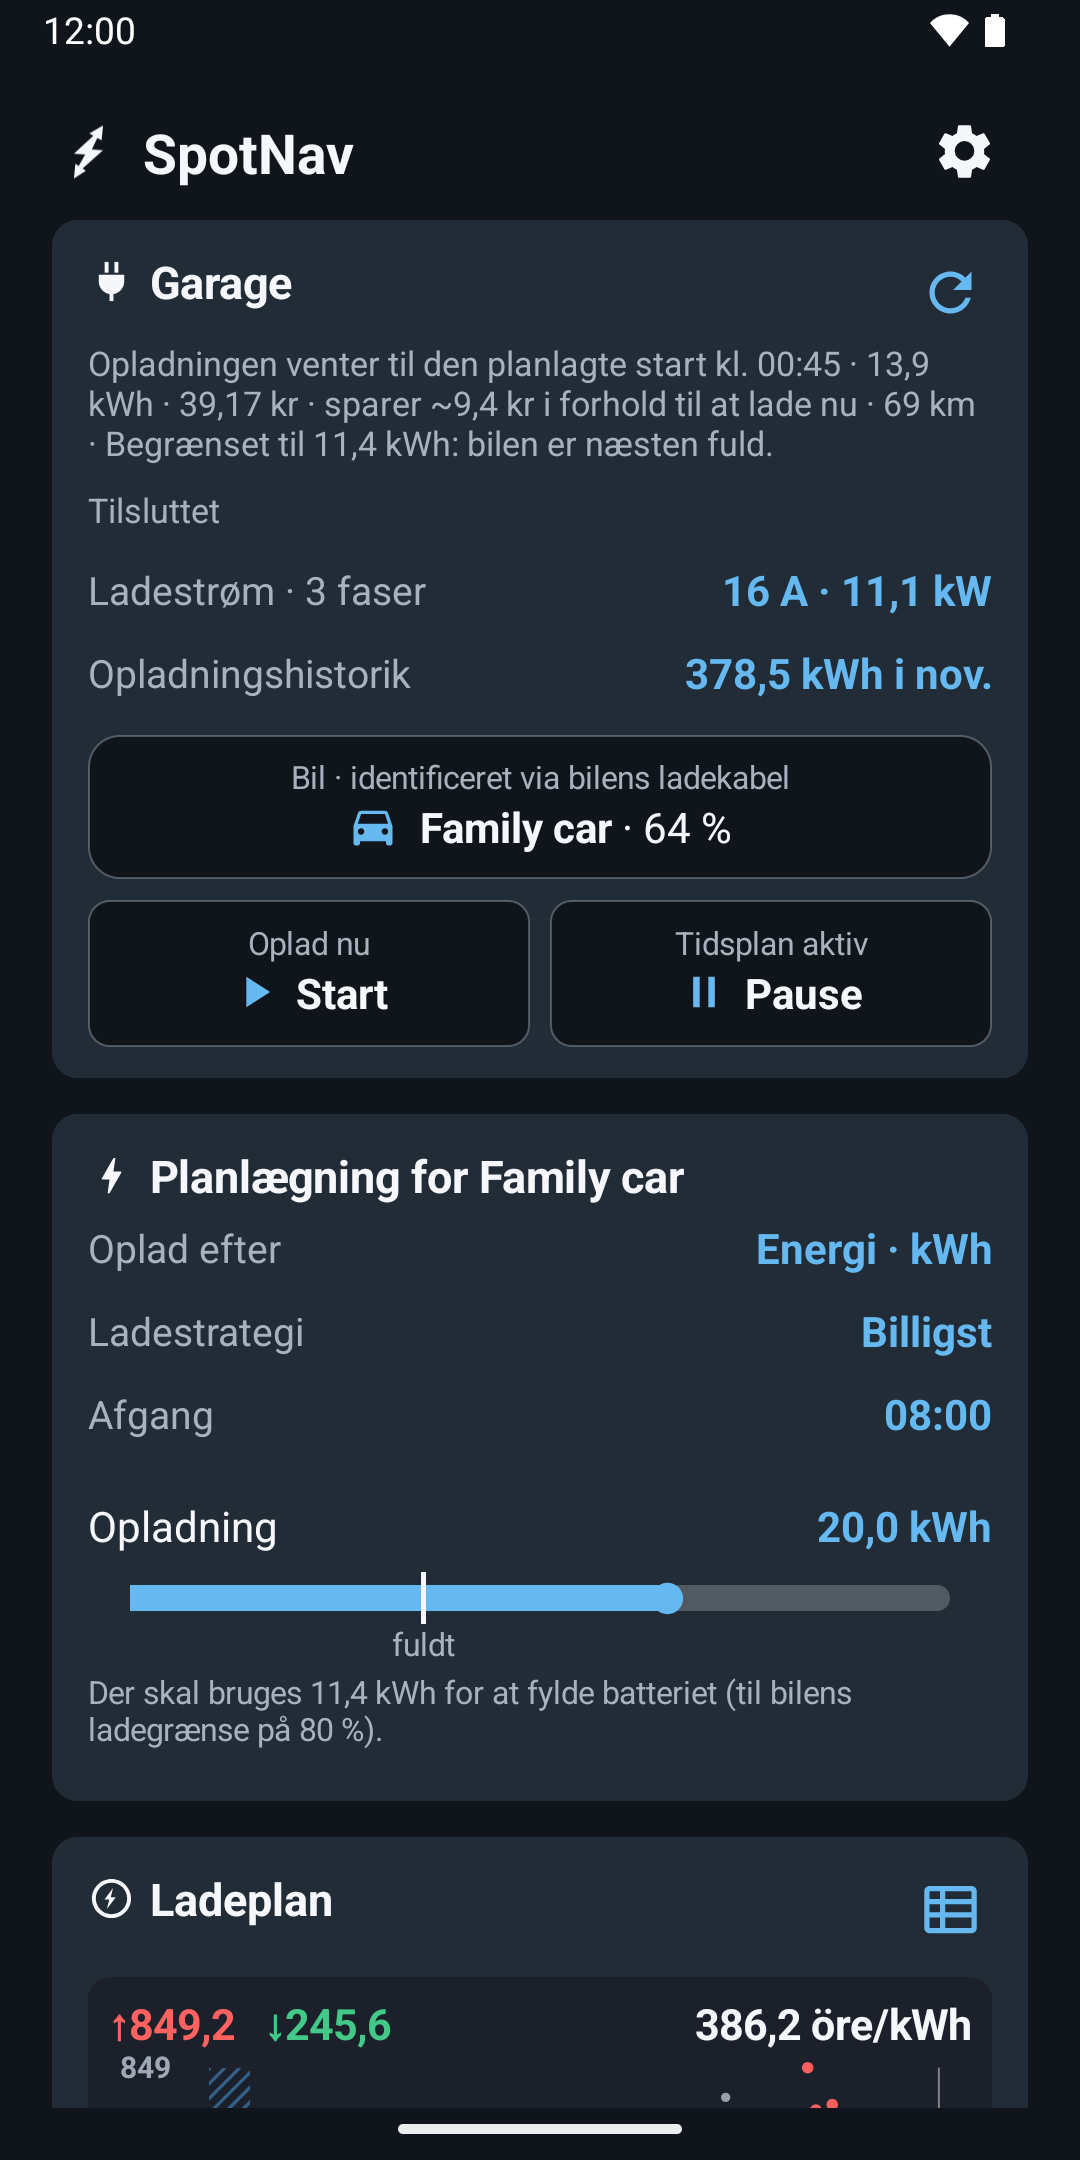 12:00
SpotNav
Garage
Opladningen venter til den planlagte start kl. 00:45 · 13,9
kWh · 39,17 kr · sparer ~9,4 kr i forhold til at lade nu · 69 km
· Begrænset til 11,4 kWh: bilen er næsten fuld.
Tilsluttet
Ladestrøm · 3 faser 16 A · 11,1 kW
Opladningshistorik 378,5 kWh i nov.
Bil · identificeret via bilens ladekabel
Family car · 64 %
Oplad nu
Start
Tidsplan aktiv
Pause
Planlægning for Family car
Oplad efter Energi · kWh
Ladestrategi Billigst
Afgang 08:00
Opladning 20,0 kWh
fuldt
Der skal bruges 11,4 kWh for at fylde batteriet (til bilens
ladegrænse på 80 %).
Ladeplan
↑849,2 ↓245,6 386,2 öre/kWh
849